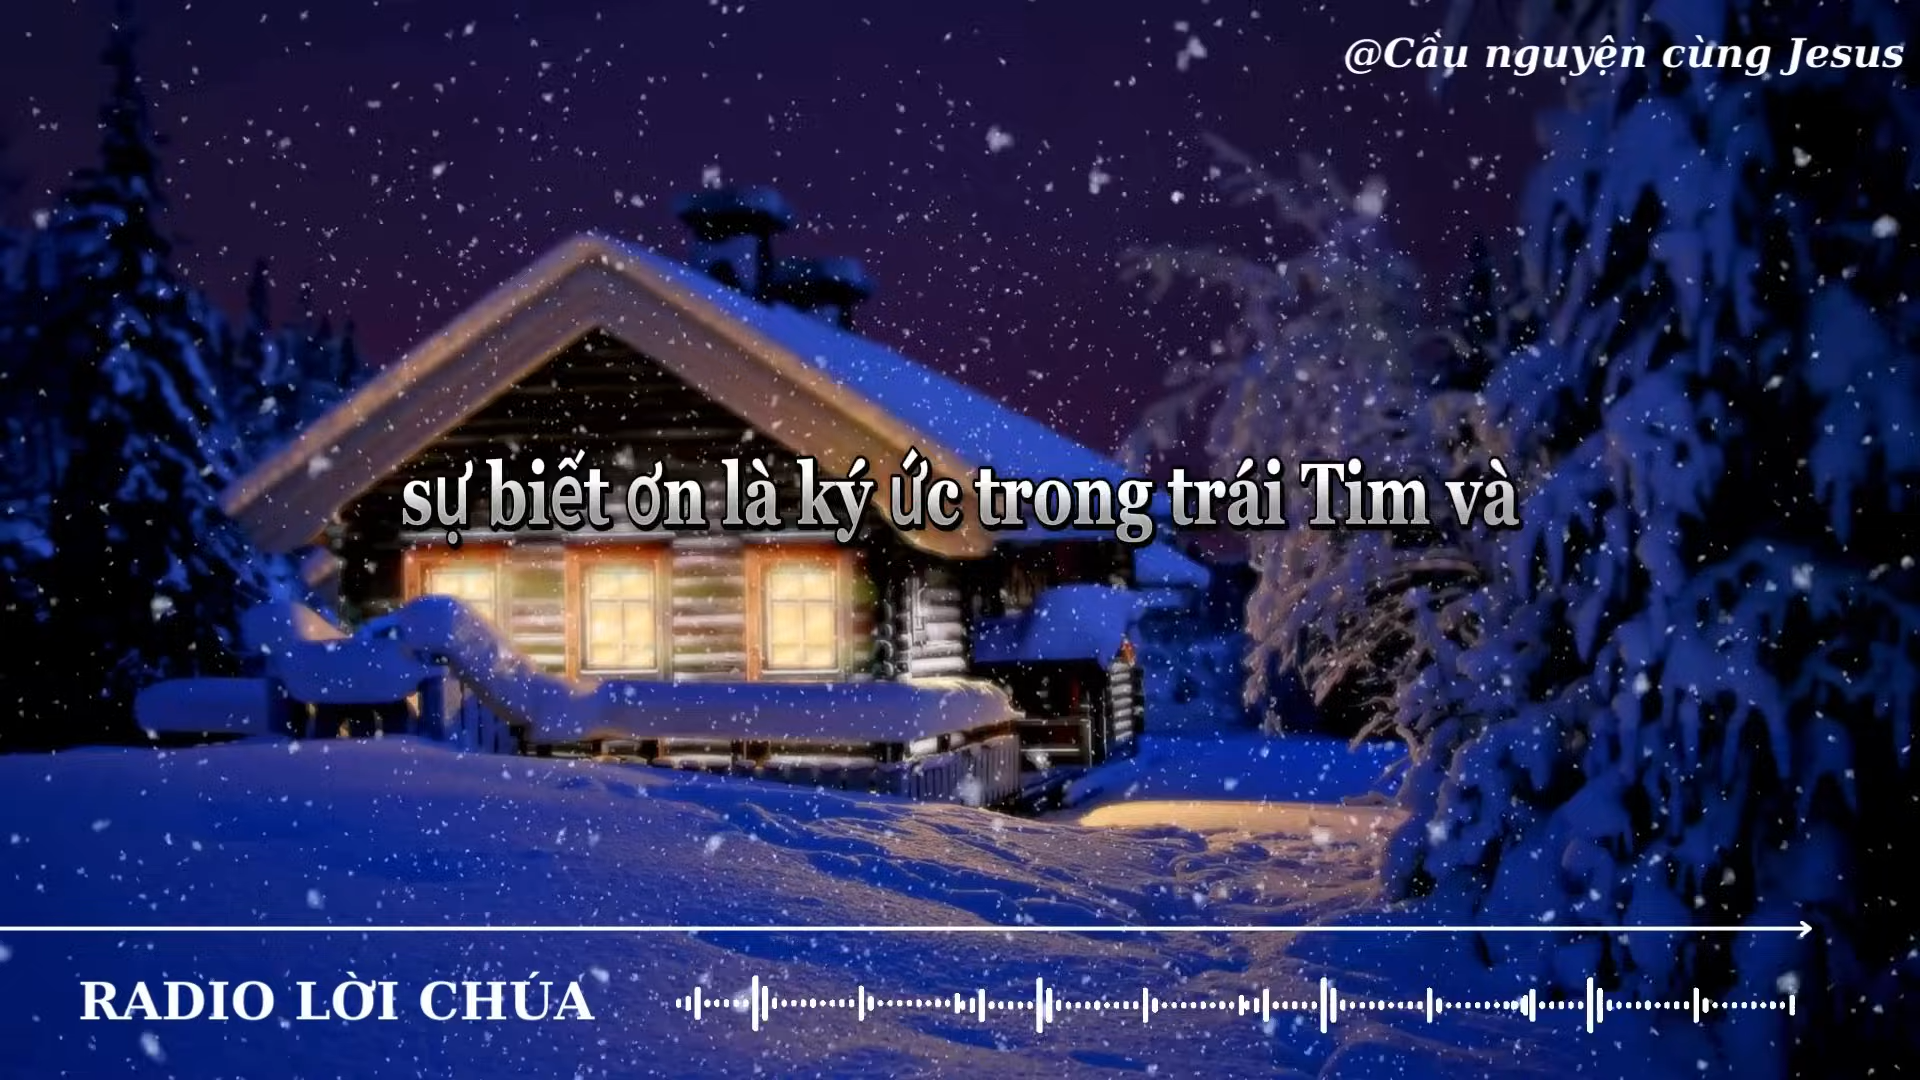 @Cầu nguyện cùng Jesus
sự biết ơn là ký ức trong trái Tim và
RADIO LỜI CHÚA